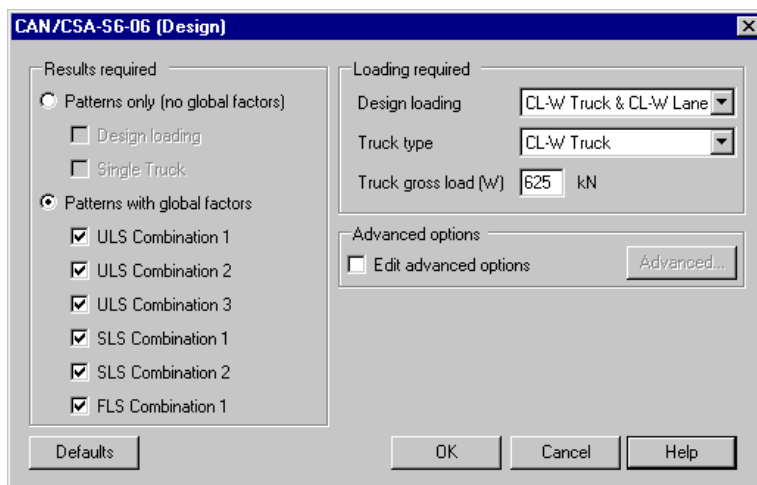 CAN/CSA-S6-06 (Design)
Results required
Patterns only (no global factors)
Design loading
Single Truck
Patterns with global factors
ULS Combination 1
ULS Combination 2
ULS Combination 3
SLS Combination 1
SLS Combination 2
FLS Combination 1
Loading required
Design loading CL-W Truck & CL-W Lane
Truck type CL-W Truck
Truck gross load (W) 625 kN
Advanced options
Edit advanced options Advanced...
Defaults OK Cancel Help